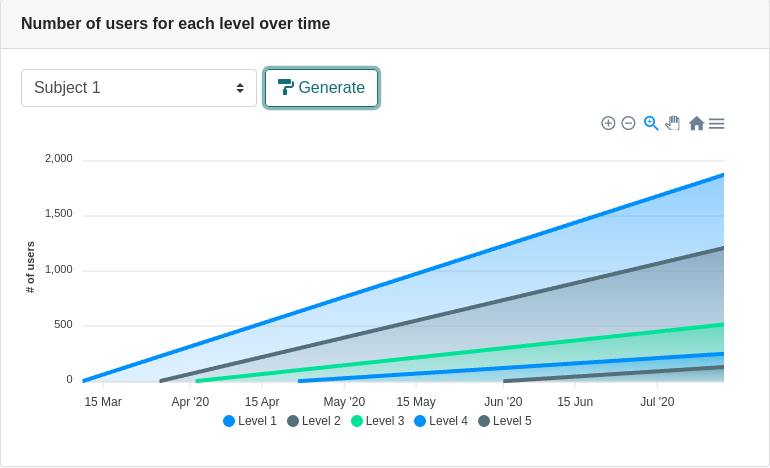 Number of users for each level over time
Subject 1
Generate
2,000
1,500
1,000
500
0
# of users
15 Mar Apr '20 15 Apr May '20 15 May Jun '20 15 Jun Jul '20
Level 1 Level 2 Level 3 Level 4 Level 5